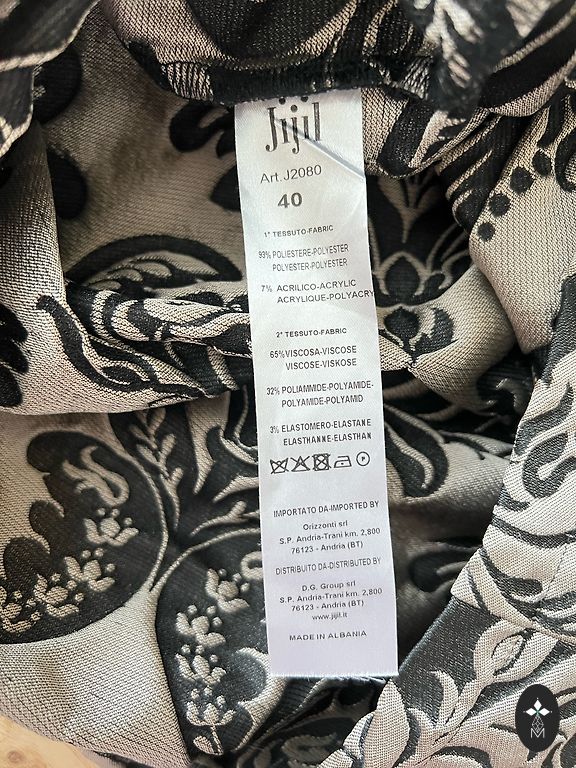 Jijil
Art.J2080
40
1° TESSUTO-FABRIC
93% POLIESTERE-POLYESTER
POLYESTER-POLYESTER
7% ACRILICO-ACRYLIC
ACRYLIQUE-POLYACRY
2° TESSUTO-FABRIC
65%VISCOSA-VISCOSE
VISCOSE-VISKOSE
32% POLIAMMIDE-POLYAMIDE-
POLYAMIDE-POLYAMID
3% ELASTOMERO-ELASTANE
ELASTHANNE-ELASTHAN
IMPORTATO DA-IMPORTED BY
Orizzonti srl
S.P. Andria-Trani km. 2,800
76123 - Andria (BT)
DISTRIBUITO DA-DISTRIBUTED BY
D.G. Group srl
S.P. Andria-Trani km. 2,800
76123 - Andria (BT)
www.jijil.it
MADE IN ALBANIA
M